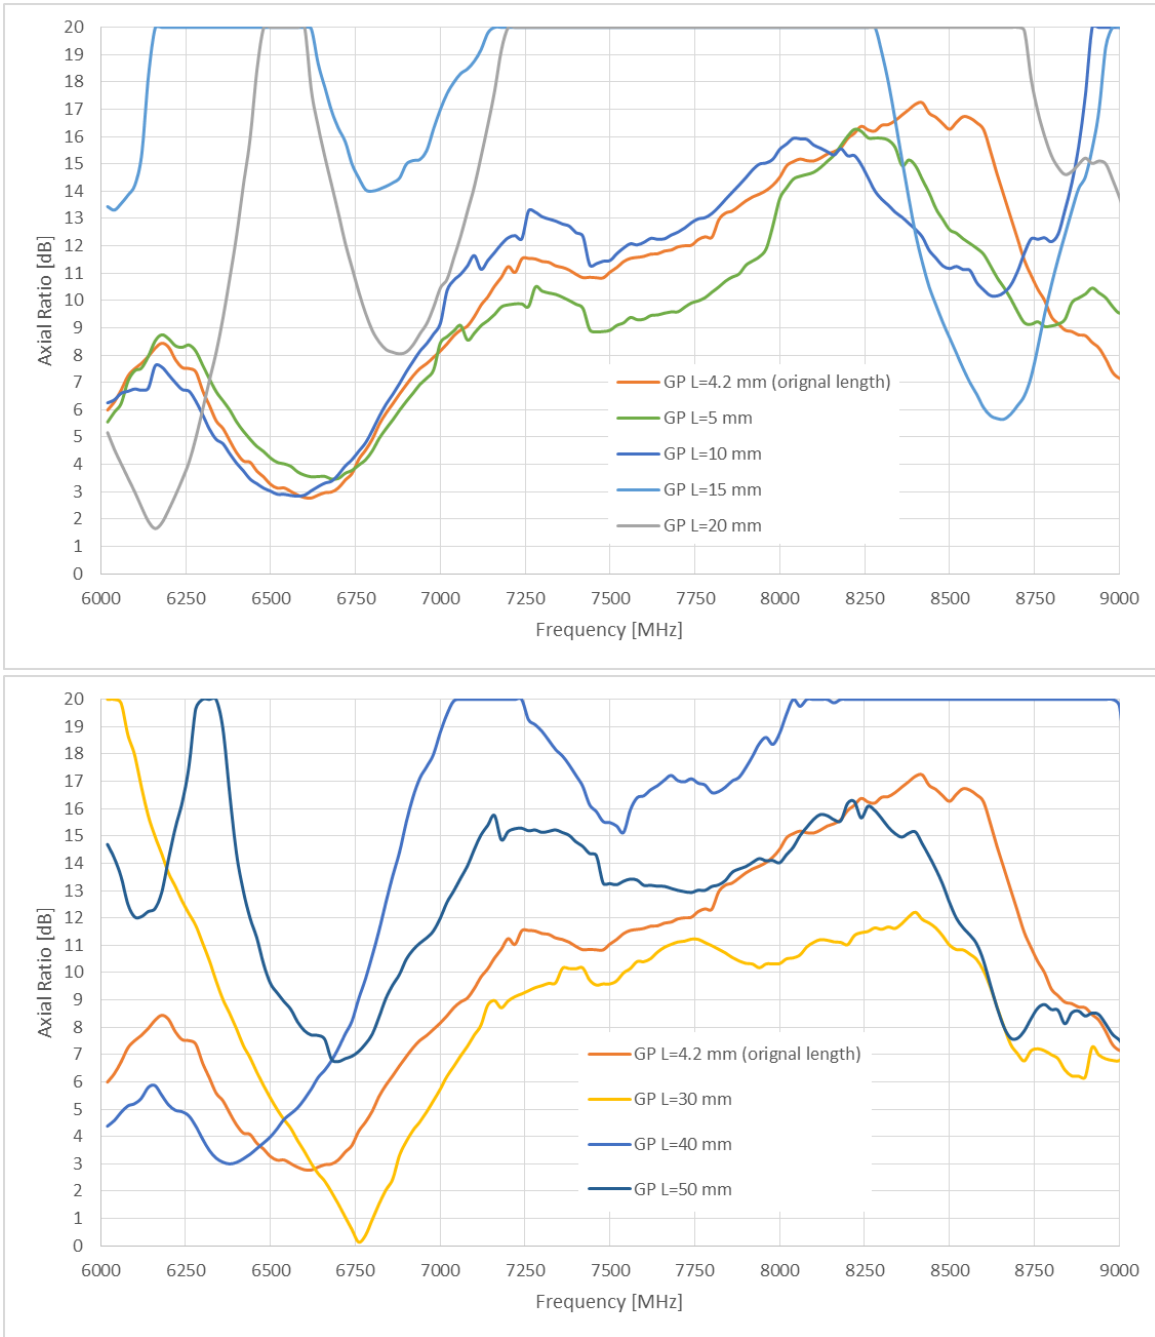 20
19
18
17
16
15
14
13
12
11
10
9
8
7
6
5
4
3
2
1
0
Axial Ratio [dB]
GP L=4.2 mm (orignal length)
GP L=5 mm
GP L=10 mm
GP L=15 mm
GP L=20 mm
6000 6250 6500 6750 7000 7250 7500 7750 8000 8250 8500 8750 9000
Frequency [MHz]
20
19
18
17
16
15
14
13
12
11
10
9
8
7
6
5
4
3
2
1
0
Axial Ratio [dB]
GP L=4.2 mm (orignal length)
GP L=30 mm
GP L=40 mm
GP L=50 mm
6000 6250 6500 6750 7000 7250 7500 7750 8000 8250 8500 8750 9000
Frequency [MHz]